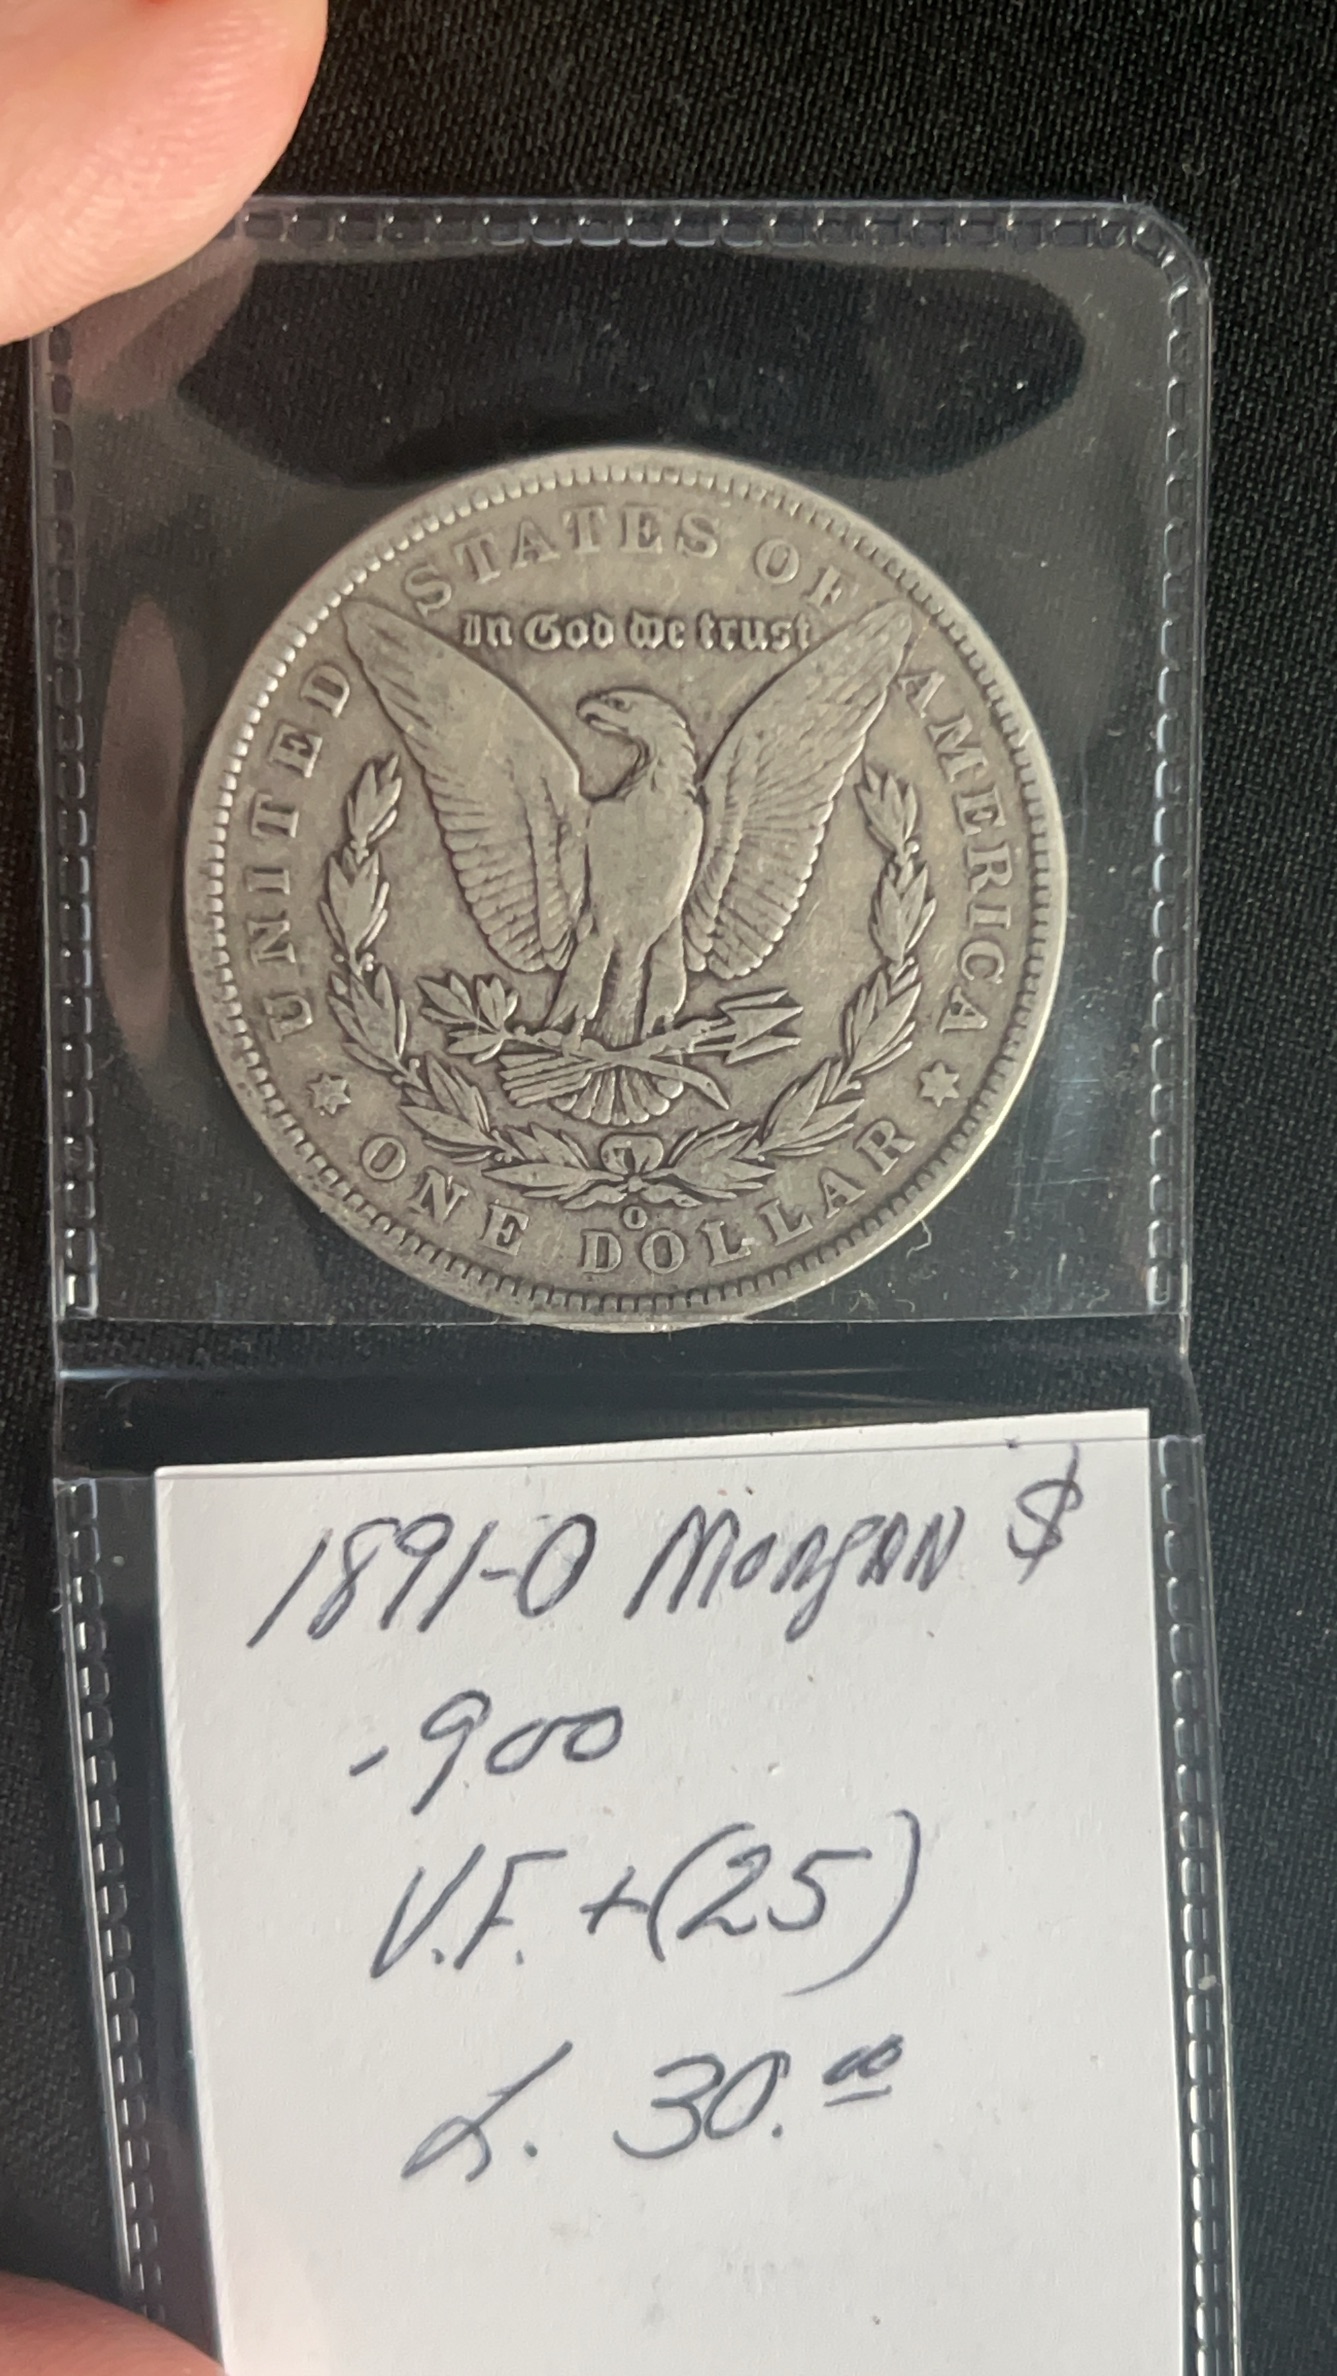 UNITED STATES OF AMERICA
In God we trust
O
ONE DOLLAR
1891-O Morgan $
.900
V.F. + (25)
L. 30.00